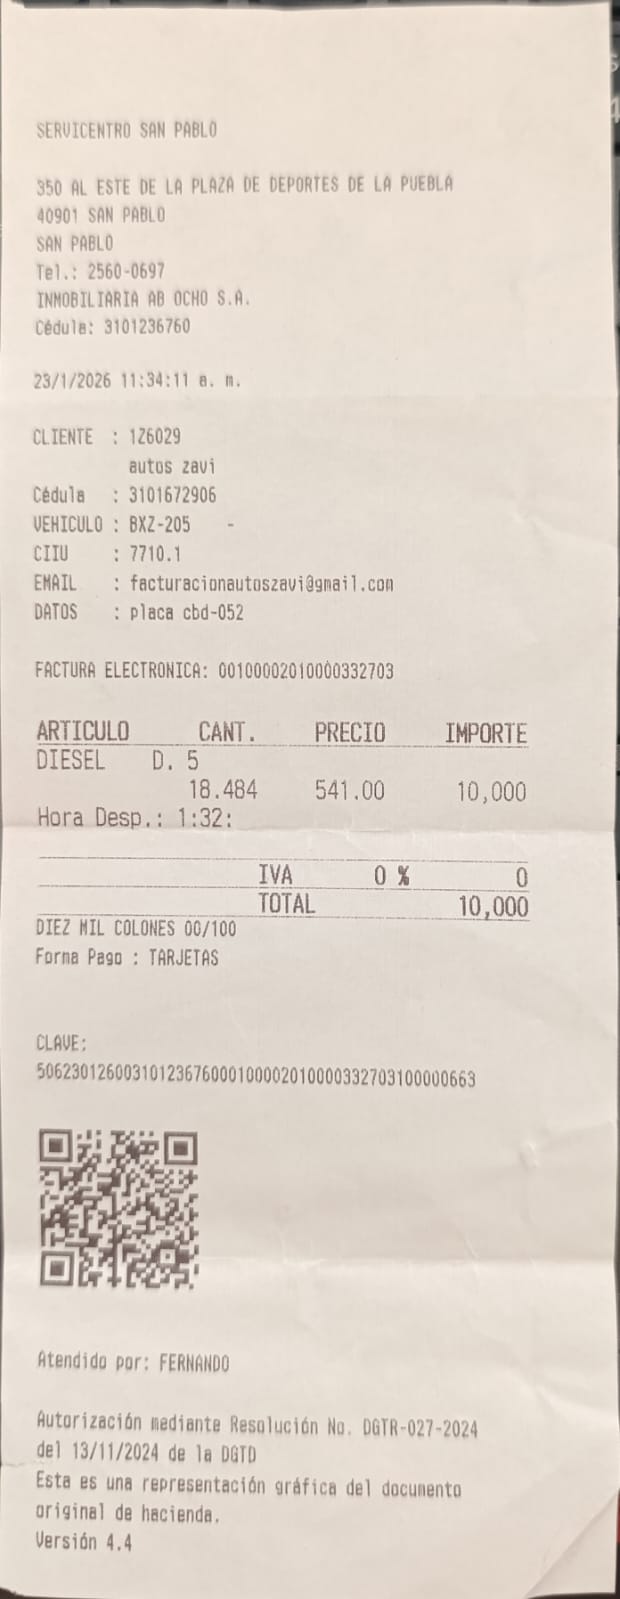 SERVICENTRO SAN PABLO
350 AL ESTE DE LA PLAZA DE DEPORTES DE LA PUEBLA
40901 SAN PABLO
SAN PABLO
Tel.: 2560-0697
INMOBILIARIA AB OCHO S.A.
Cédula: 3101236760
23/1/2026 11:34:11 a. m.
CLIENTE : 126029
autos zavi
Cédula : 3101672906
VEHICULO : BXZ-205 -
CIIU : 7710.1
EMAIL : facturacionautoszavi@gmail.com
DATOS : placa cbd-052
FACTURA ELECTRONICA: 00100002010000332703
ARTICULO CANT. PRECIO IMPORTE
DIESEL D. 5
18.484 541.00 10,000
Hora Desp.: 1:32:
IVA 0 % 0
TOTAL 10,000
DIEZ MIL COLONES 00/100
Forma Pago : TARJETAS
CLAVE:
50623012600310123676000100002010000332703100000663
Atendido por: FERNANDO
Autorización mediante Resolución No. DGTR-027-2024
del 13/11/2024 de la DGTD
Esta es una representación gráfica del documento
original de hacienda.
Versión 4.4